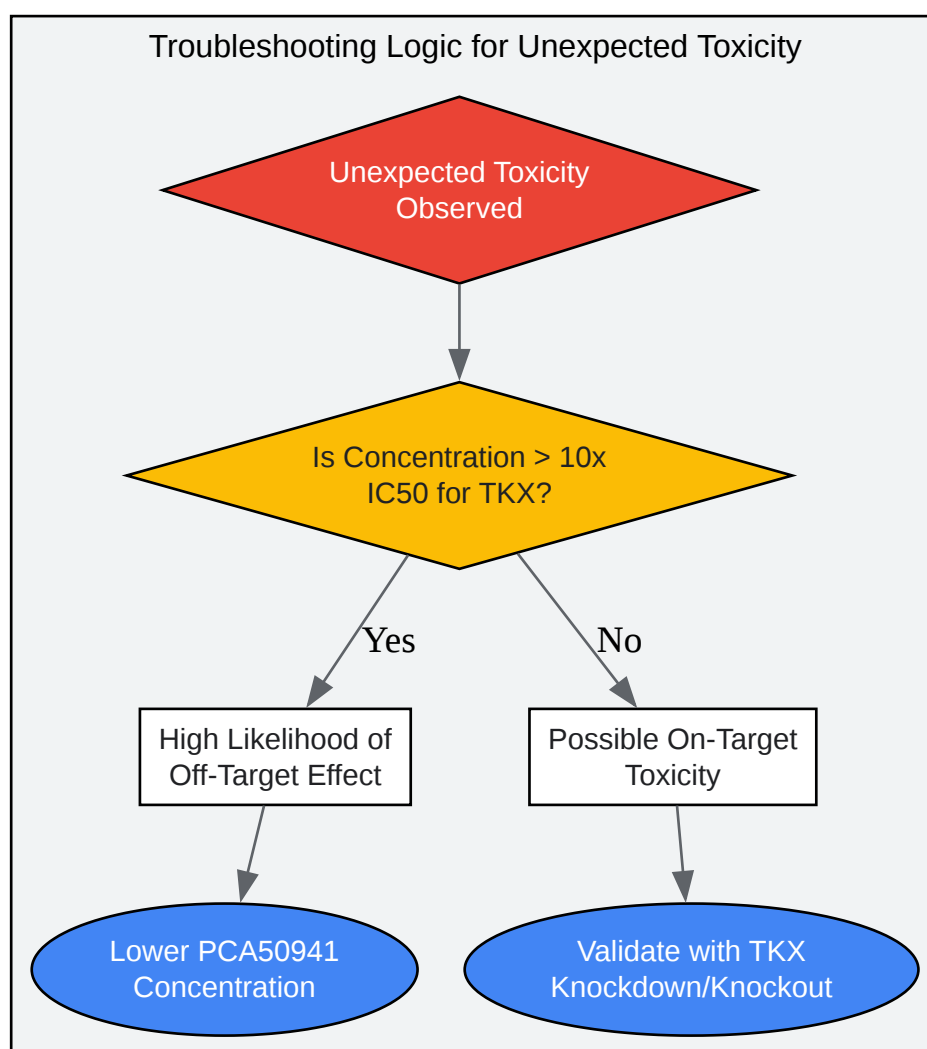 Troubleshooting Logic for Unexpected Toxicity
Unexpected Toxicity
Observed
Is Concentration > 10x
IC50 for TKX?
Yes
No
High Likelihood of
Off-Target Effect
Possible On-Target
Toxicity
Lower PCA50941
Concentration
Validate with TKX
Knockdown/Knockout